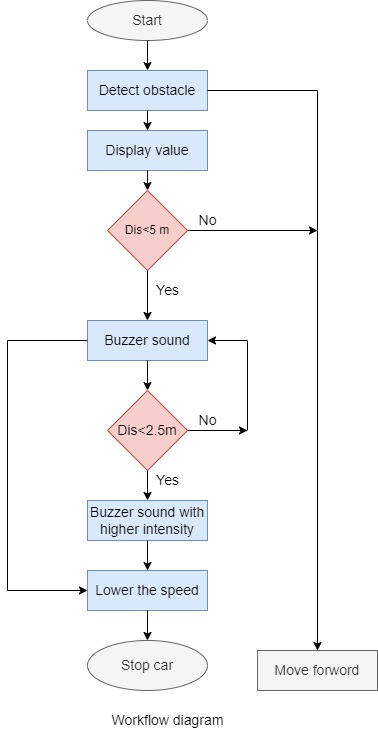 Start
Detect obstacle
Display value
Dis<5 m
No
Yes
Buzzer sound
Dis<2.5m
No
Yes
Buzzer sound with
higher intensity
Lower the speed
Stop car
Move forword
Workflow diagram